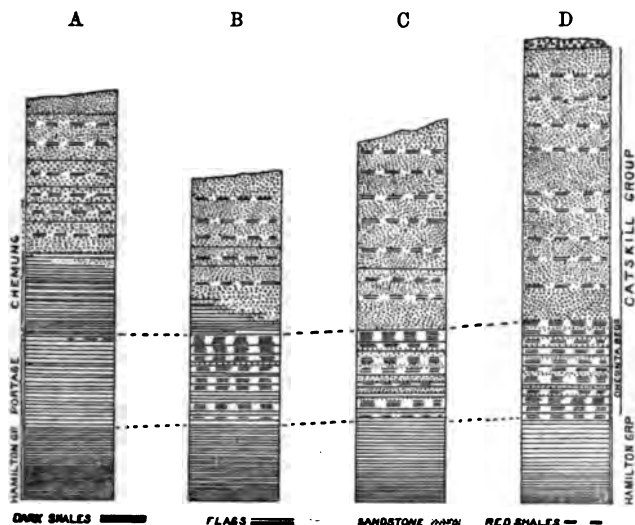 A B C D
CHEMUNG
PORTAGE
HAMILTON GR
CATSKILL GROUP
ONEONTA BEDS
HAMILTON GRP
DARK SHALES FLAGS SANDSTONE RED SHALES